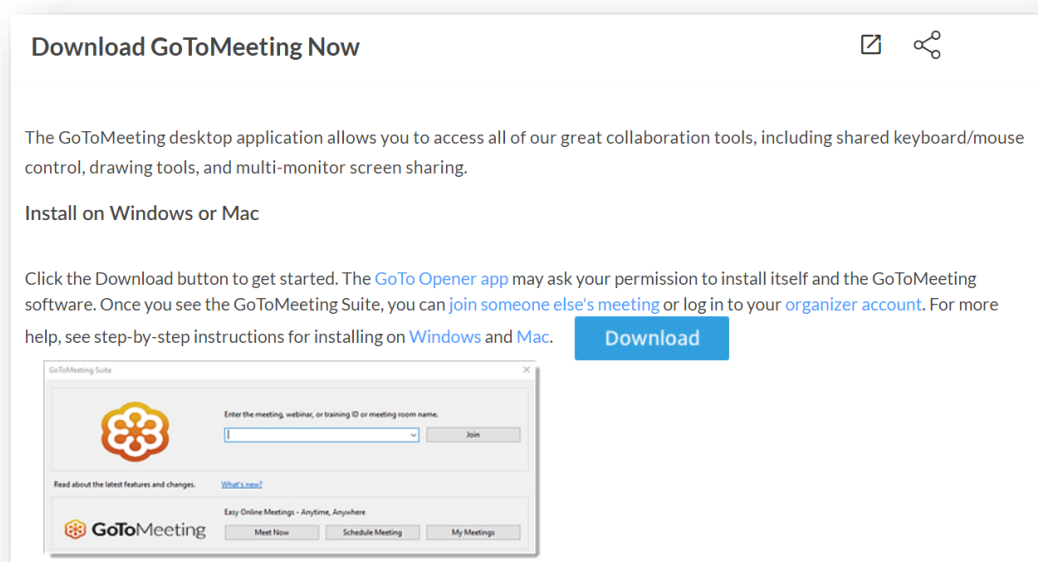 Download GoToMeeting Now
The GoToMeeting desktop application allows you to access all of our great collaboration tools, including shared keyboard/mouse
control, drawing tools, and multi-monitor screen sharing.
Install on Windows or Mac
Click the Download button to get started. The GoTo Opener app may ask your permission to install itself and the GoToMeeting
software. Once you see the GoToMeeting Suite, you can join someone else's meeting or log in to your organizer account. For more
help, see step-by-step instructions for installing on Windows and Mac. Download
GoToMeeting Suite
Enter the meeting, webinar, or training ID or meeting room name.
Join
Read about the latest features and changes. What's new?
Easy Online Meetings - Anytime, Anywhere
GoToMeeting Meet Now Schedule Meeting My Meetings